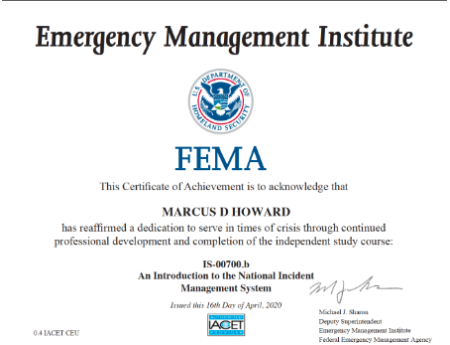 Emergency Management Institute
U.S. DEPARTMENT OF
HOMELAND SECURITY
FEMA
This Certificate of Achievement is to acknowledge that
MARCUS D HOWARD
has reaffirmed a dedication to serve in times of crisis through continued
professional development and completion of the independent study course:
IS-00700.b
An Introduction to the National Incident
Management System
Issued this 16th Day of April, 2020
IACET
0.4 IACET CEU
Michael J. Sharon
Deputy Superintendent
Emergency Management Institute
Federal Emergency Management Agency